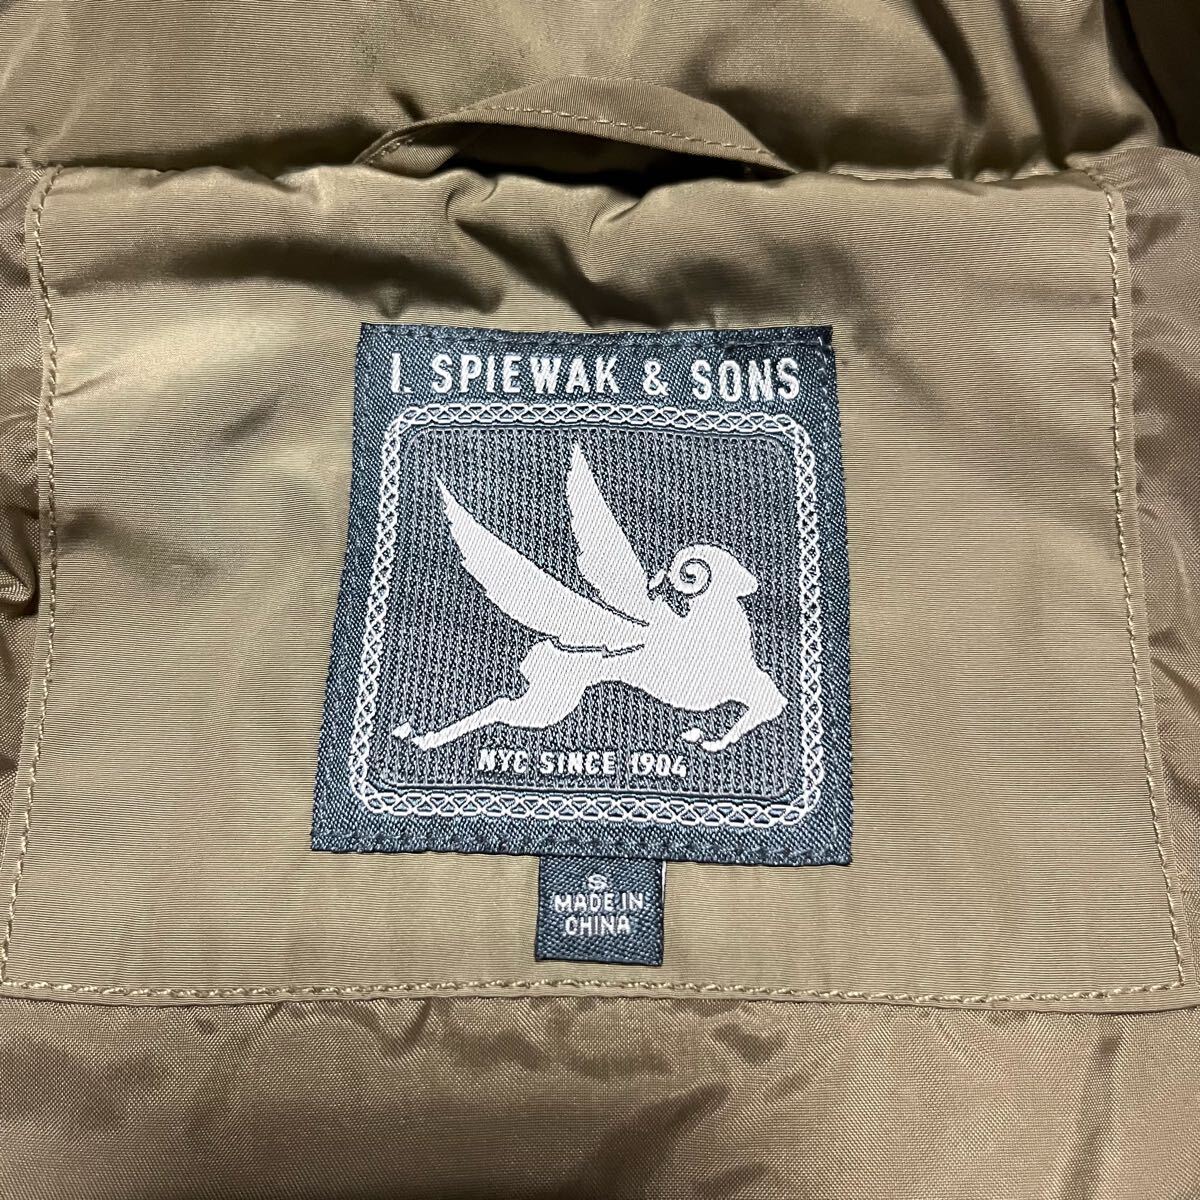 I. SPIEWAK & SONS
NYC SINCE 1904
S
MADE IN
CHINA